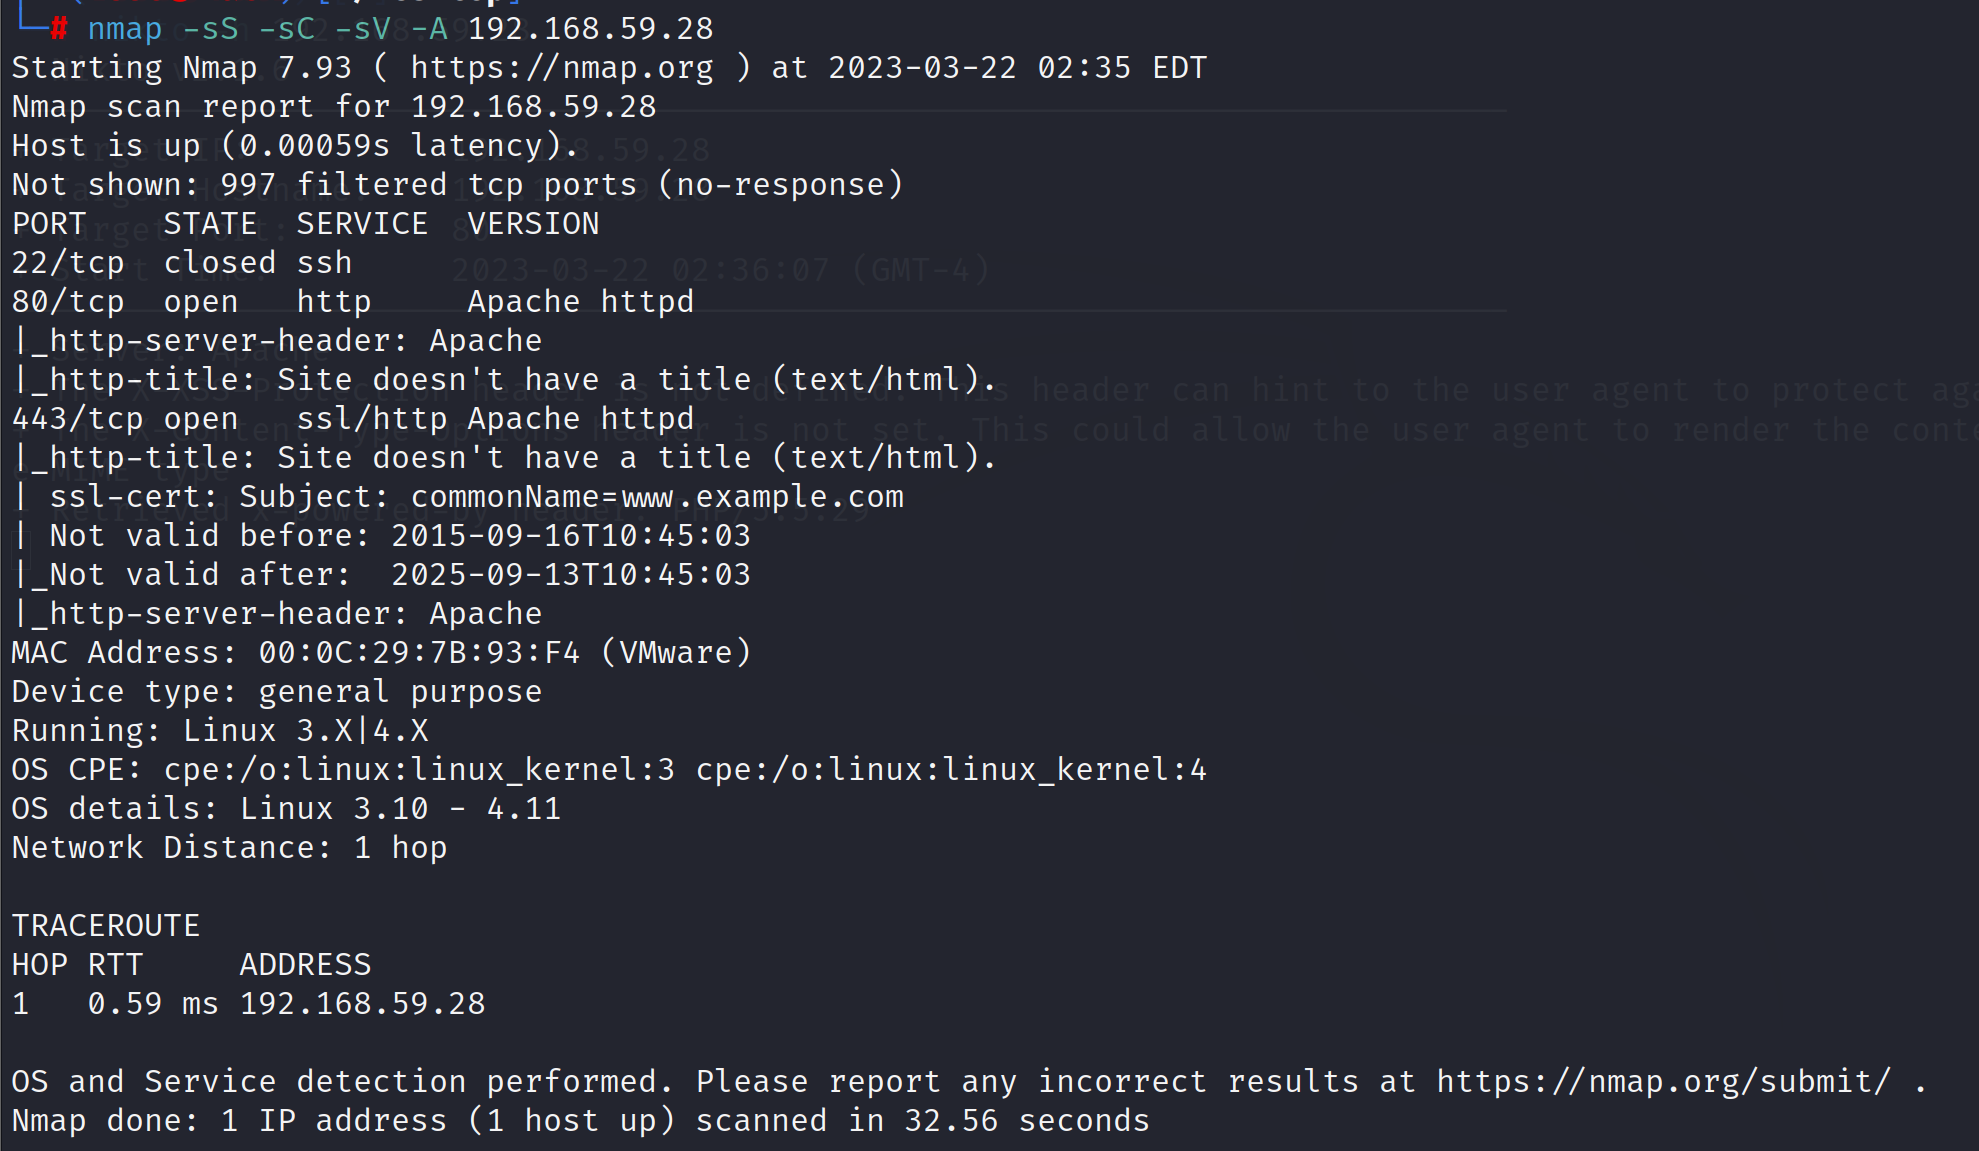 └─# nmap -sS -sC -sV -A 192.168.59.28
Starting Nmap 7.93 ( https://nmap.org ) at 2023-03-22 02:35 EDT
Nmap scan report for 192.168.59.28
Host is up (0.00059s latency).
Not shown: 997 filtered tcp ports (no-response)
PORT    STATE  SERVICE  VERSION
22/tcp  closed ssh
80/tcp  open   http     Apache httpd
|_http-server-header: Apache
|_http-title: Site doesn't have a title (text/html).
443/tcp open   ssl/http Apache httpd
|_http-title: Site doesn't have a title (text/html).
| ssl-cert: Subject: commonName=www.example.com
| Not valid before: 2015-09-16T10:45:03
|_Not valid after:  2025-09-13T10:45:03
|_http-server-header: Apache
MAC Address: 00:0C:29:7B:93:F4 (VMware)
Device type: general purpose
Running: Linux 3.X|4.X
OS CPE: cpe:/o:linux:linux_kernel:3 cpe:/o:linux:linux_kernel:4
OS details: Linux 3.10 - 4.11
Network Distance: 1 hop

TRACEROUTE
HOP RTT     ADDRESS
1   0.59 ms 192.168.59.28

OS and Service detection performed. Please report any incorrect results at https://nmap.org/submit/ .
Nmap done: 1 IP address (1 host up) scanned in 32.56 seconds